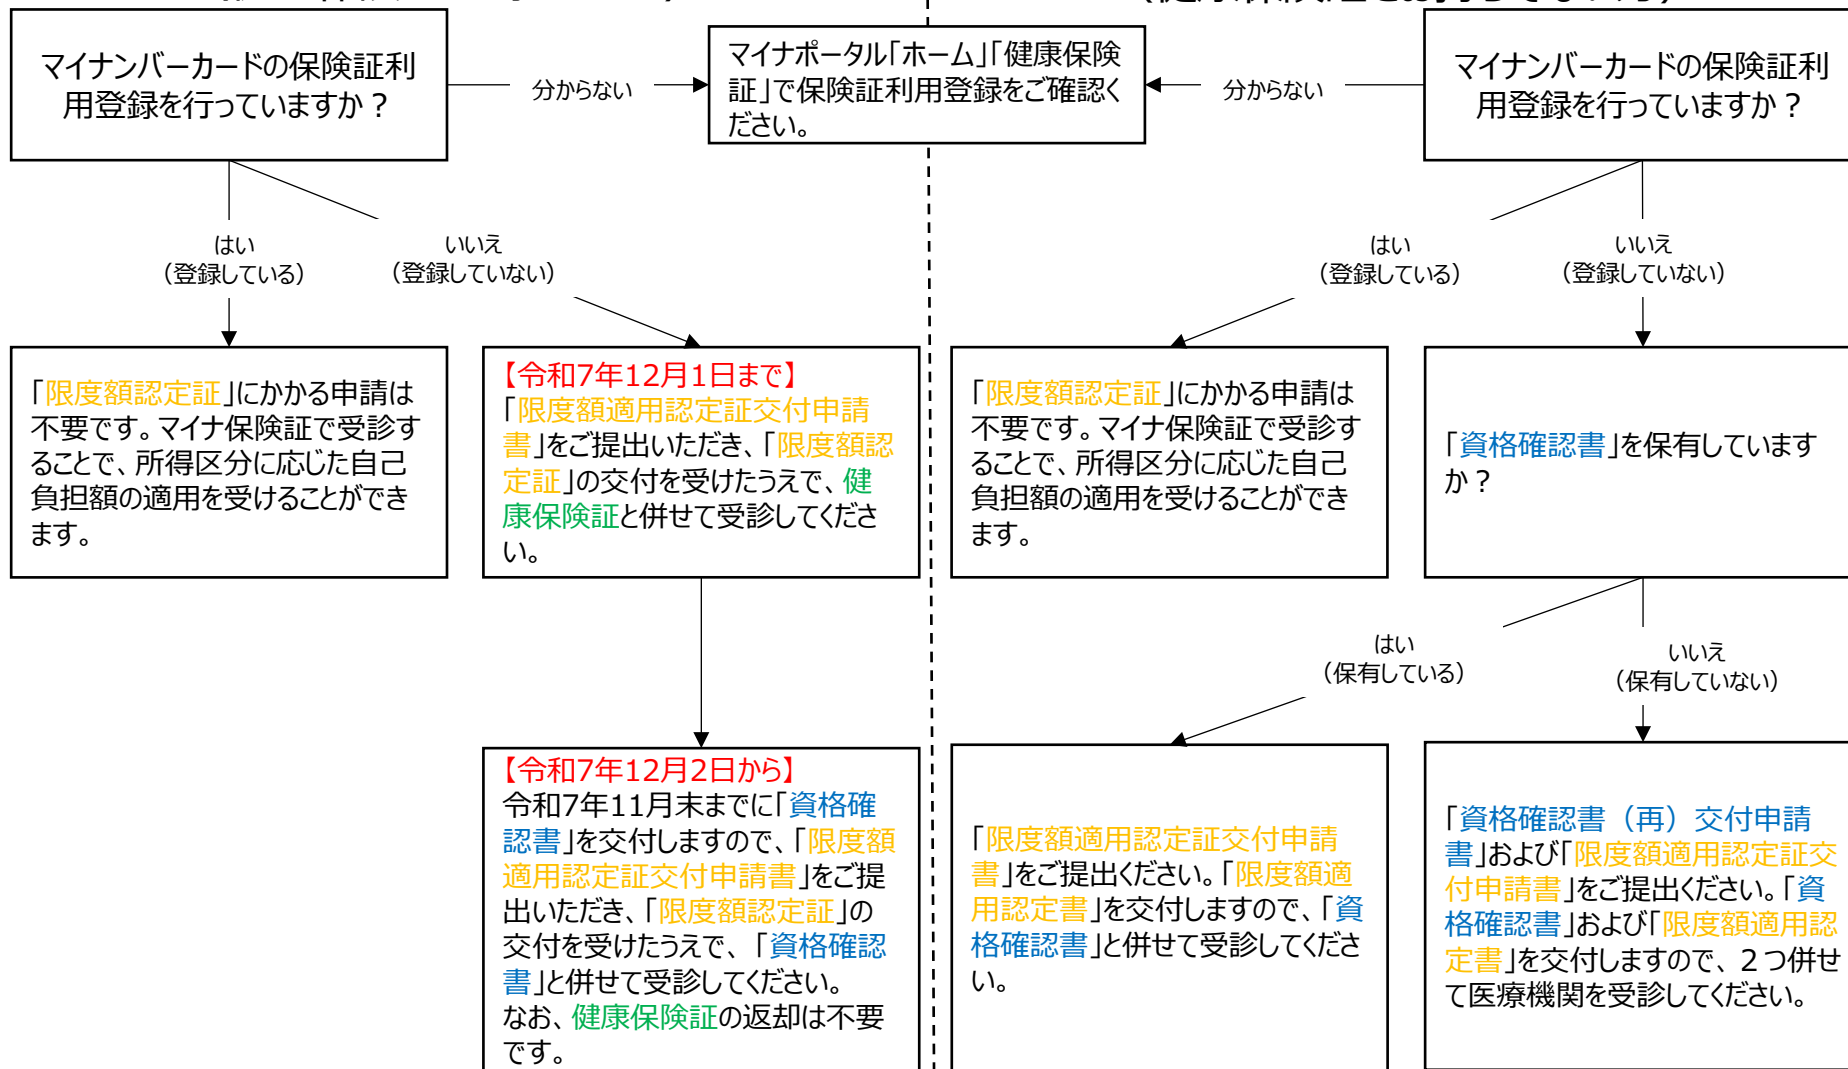 マイナンバーカードの保険証利
用登録を行っていますか？
分からない
マイナポータル「ホーム」「健康保険
証」で保険証利用登録をご確認く
ださい。
分からない
マイナンバーカードの保険証利
用登録を行っていますか？
はい
（登録している）
いいえ
（登録していない）
はい
（登録している）
いいえ
（登録していない）
「限度額認定証」にかかる申請は
不要です。マイナ保険証で受診す
ることで、所得区分に応じた自己
負担額の適用を受けることができ
ます。
【令和7年12月1日まで】
「限度額適用認定証交付申請
書」をご提出いただき、「限度額認
定証」の交付を受けたうえで、健
康保険証と併せて受診してくださ
い。
「限度額認定証」にかかる申請は
不要です。マイナ保険証で受診す
ることで、所得区分に応じた自己
負担額の適用を受けることができ
ます。
「資格確認書」を保有しています
か？
はい
（保有している）
いいえ
（保有していない）
【令和7年12月2日から】
令和7年11月末までに「資格確
認書」を交付しますので、「限度額
適用認定証交付申請書」をご提
出いただき、「限度額認定証」の
交付を受けたうえで、「資格確認
書」と併せて受診してください。
なお、健康保険証の返却は不要
です。
「限度額適用認定証交付申請
書」をご提出ください。「限度額適
用認定書」を交付しますので、「資
格確認書」と併せて受診してくださ
い。
「資格確認書（再）交付申請
書」および「限度額適用認定証交
付申請書」をご提出ください。「資
格確認書」および「限度額適用認
定書」を交付しますので、２つ併せ
て医療機関を受診してください。